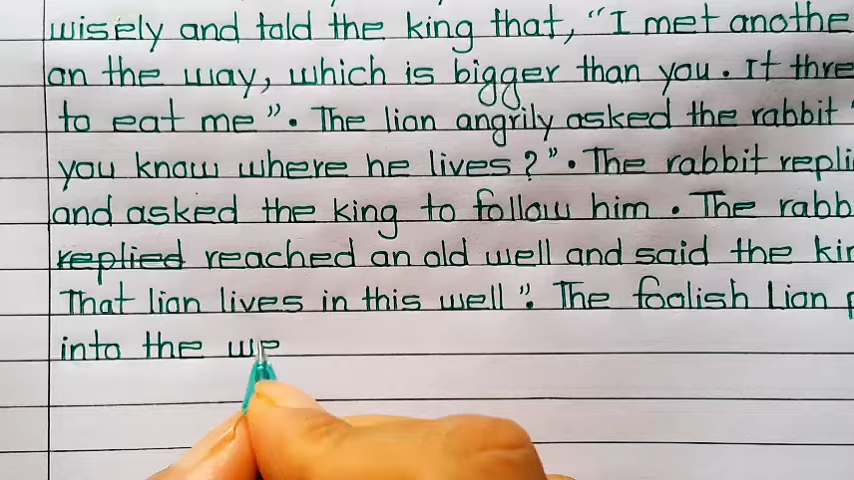 wisely and told the king that, "I met anothe
on the way, which is bigger than you. It thre
to eat me". The lion angrily asked the rabbit "
you know where he lives?". The rabbit repli
and asked the king to follow him. The rabb
replied reached an old well and said the kin
That lion lives in this well". The foolish Lion p
into the we